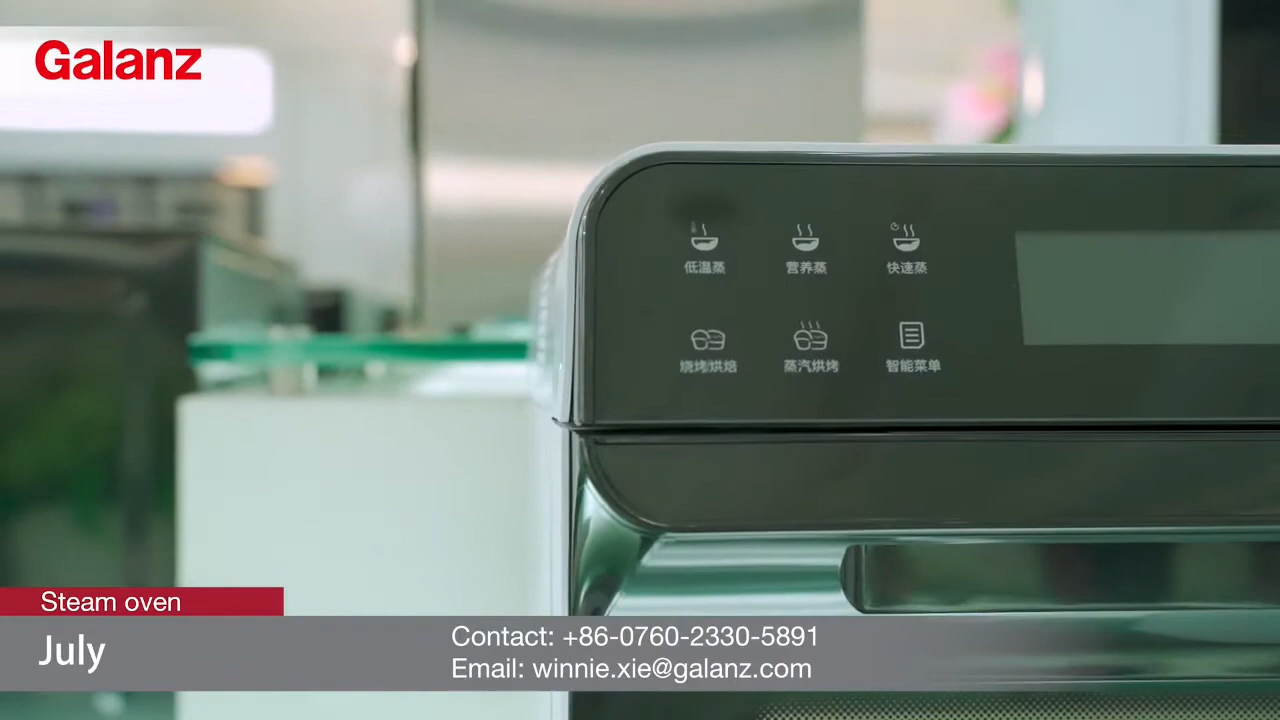 Galanz
低温蒸 营养蒸 快速蒸
烧烤/烘焙 蒸汽烘烤 智能菜单
Steam oven
July
Contact: +86-0760-2330-5891
Email: winnie.xie@galanz.com